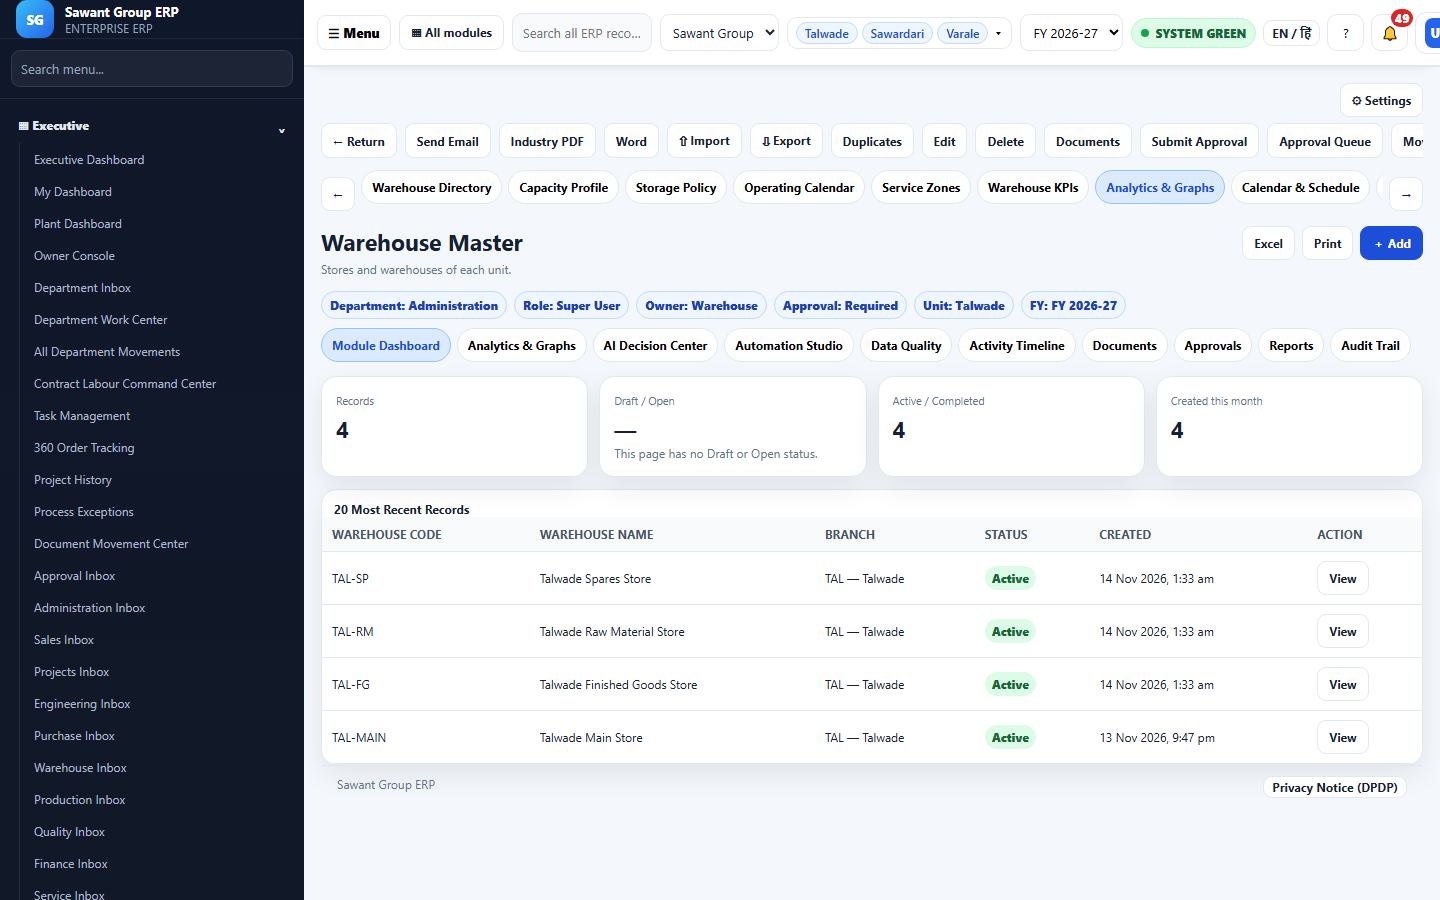 SG
Sawant Group ERP
ENTERPRISE ERP
Search menu...
Executive
Executive Dashboard
My Dashboard
Plant Dashboard
Owner Console
Department Inbox
Department Work Center
All Department Movements
Contract Labour Command Center
Task Management
360 Order Tracking
Project History
Process Exceptions
Document Movement Center
Approval Inbox
Administration Inbox
Sales Inbox
Projects Inbox
Engineering Inbox
Purchase Inbox
Warehouse Inbox
Production Inbox
Quality Inbox
Finance Inbox
Service Inbox
☰ Menu
All modules
Search all ERP reco...
Sawant Group
Talwade
Sawardari
Varale
FY 2026-27
SYSTEM GREEN
EN / हिं
?
49
U
⚙ Settings
← Return
Send Email
Industry PDF
Word
⇧ Import
⇩ Export
Duplicates
Edit
Delete
Documents
Submit Approval
Approval Queue
Mo
←
Warehouse Directory
Capacity Profile
Storage Policy
Operating Calendar
Service Zones
Warehouse KPIs
Analytics & Graphs
Calendar & Schedule
→
Warehouse Master
Stores and warehouses of each unit.
Excel
Print
+ Add
Department: Administration
Role: Super User
Owner: Warehouse
Approval: Required
Unit: Talwade
FY: FY 2026-27
Module Dashboard
Analytics & Graphs
AI Decision Center
Automation Studio
Data Quality
Activity Timeline
Documents
Approvals
Reports
Audit Trail
Records
4
Draft / Open
—
This page has no Draft or Open status.
Active / Completed
4
Created this month
4
20 Most Recent Records
WAREHOUSE CODE WAREHOUSE NAME BRANCH STATUS CREATED ACTION
TAL-SP Talwade Spares Store TAL — Talwade Active 14 Nov 2026, 1:33 am View
TAL-RM Talwade Raw Material Store TAL — Talwade Active 14 Nov 2026, 1:33 am View
TAL-FG Talwade Finished Goods Store TAL — Talwade Active 14 Nov 2026, 1:33 am View
TAL-MAIN Talwade Main Store TAL — Talwade Active 13 Nov 2026, 9:47 pm View
Sawant Group ERP
Privacy Notice (DPDP)